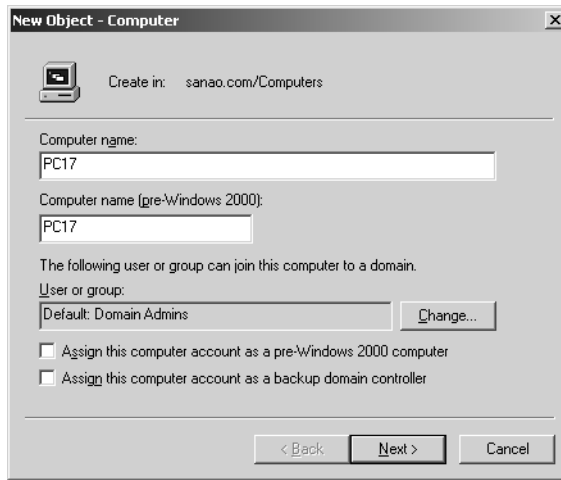 New Object - Computer
Create in: sanao.com/Computers
Computer name:
PC17
Computer name (pre-Windows 2000):
PC17
The following user or group can join this computer to a domain.
User or group:
Default: Domain Admins
Change...
Assign this computer account as a pre-Windows 2000 computer
Assign this computer account as a backup domain controller
< Back Next > Cancel